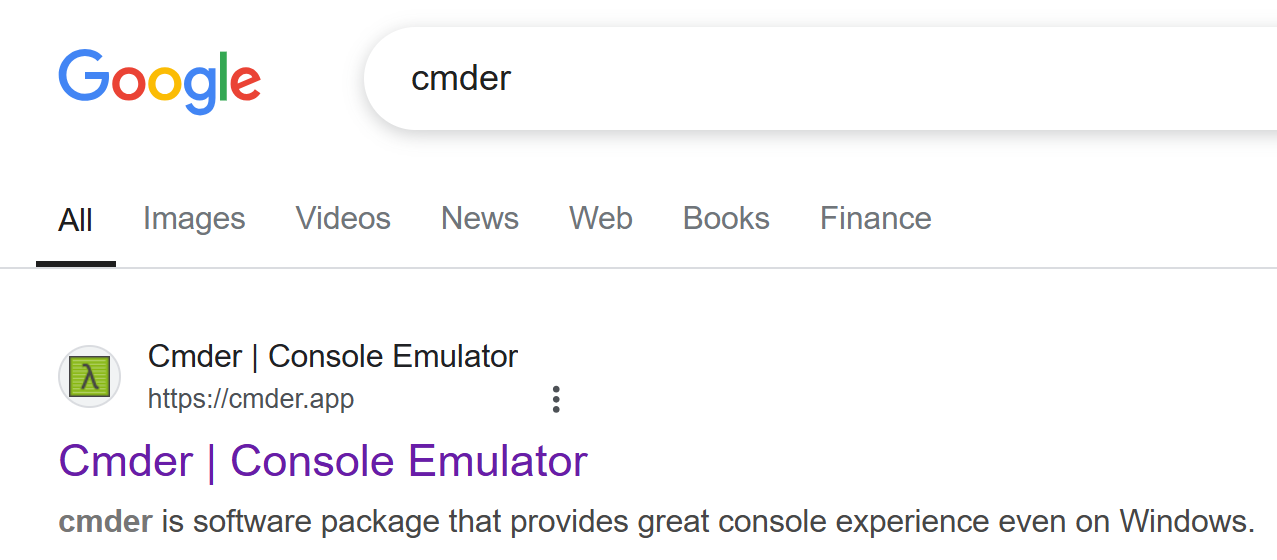 Google
cmder
All Images Videos News Web Books Finance
λ
Cmder | Console Emulator
https://cmder.app
Cmder | Console Emulator
cmder is software package that provides great console experience even on Windows.